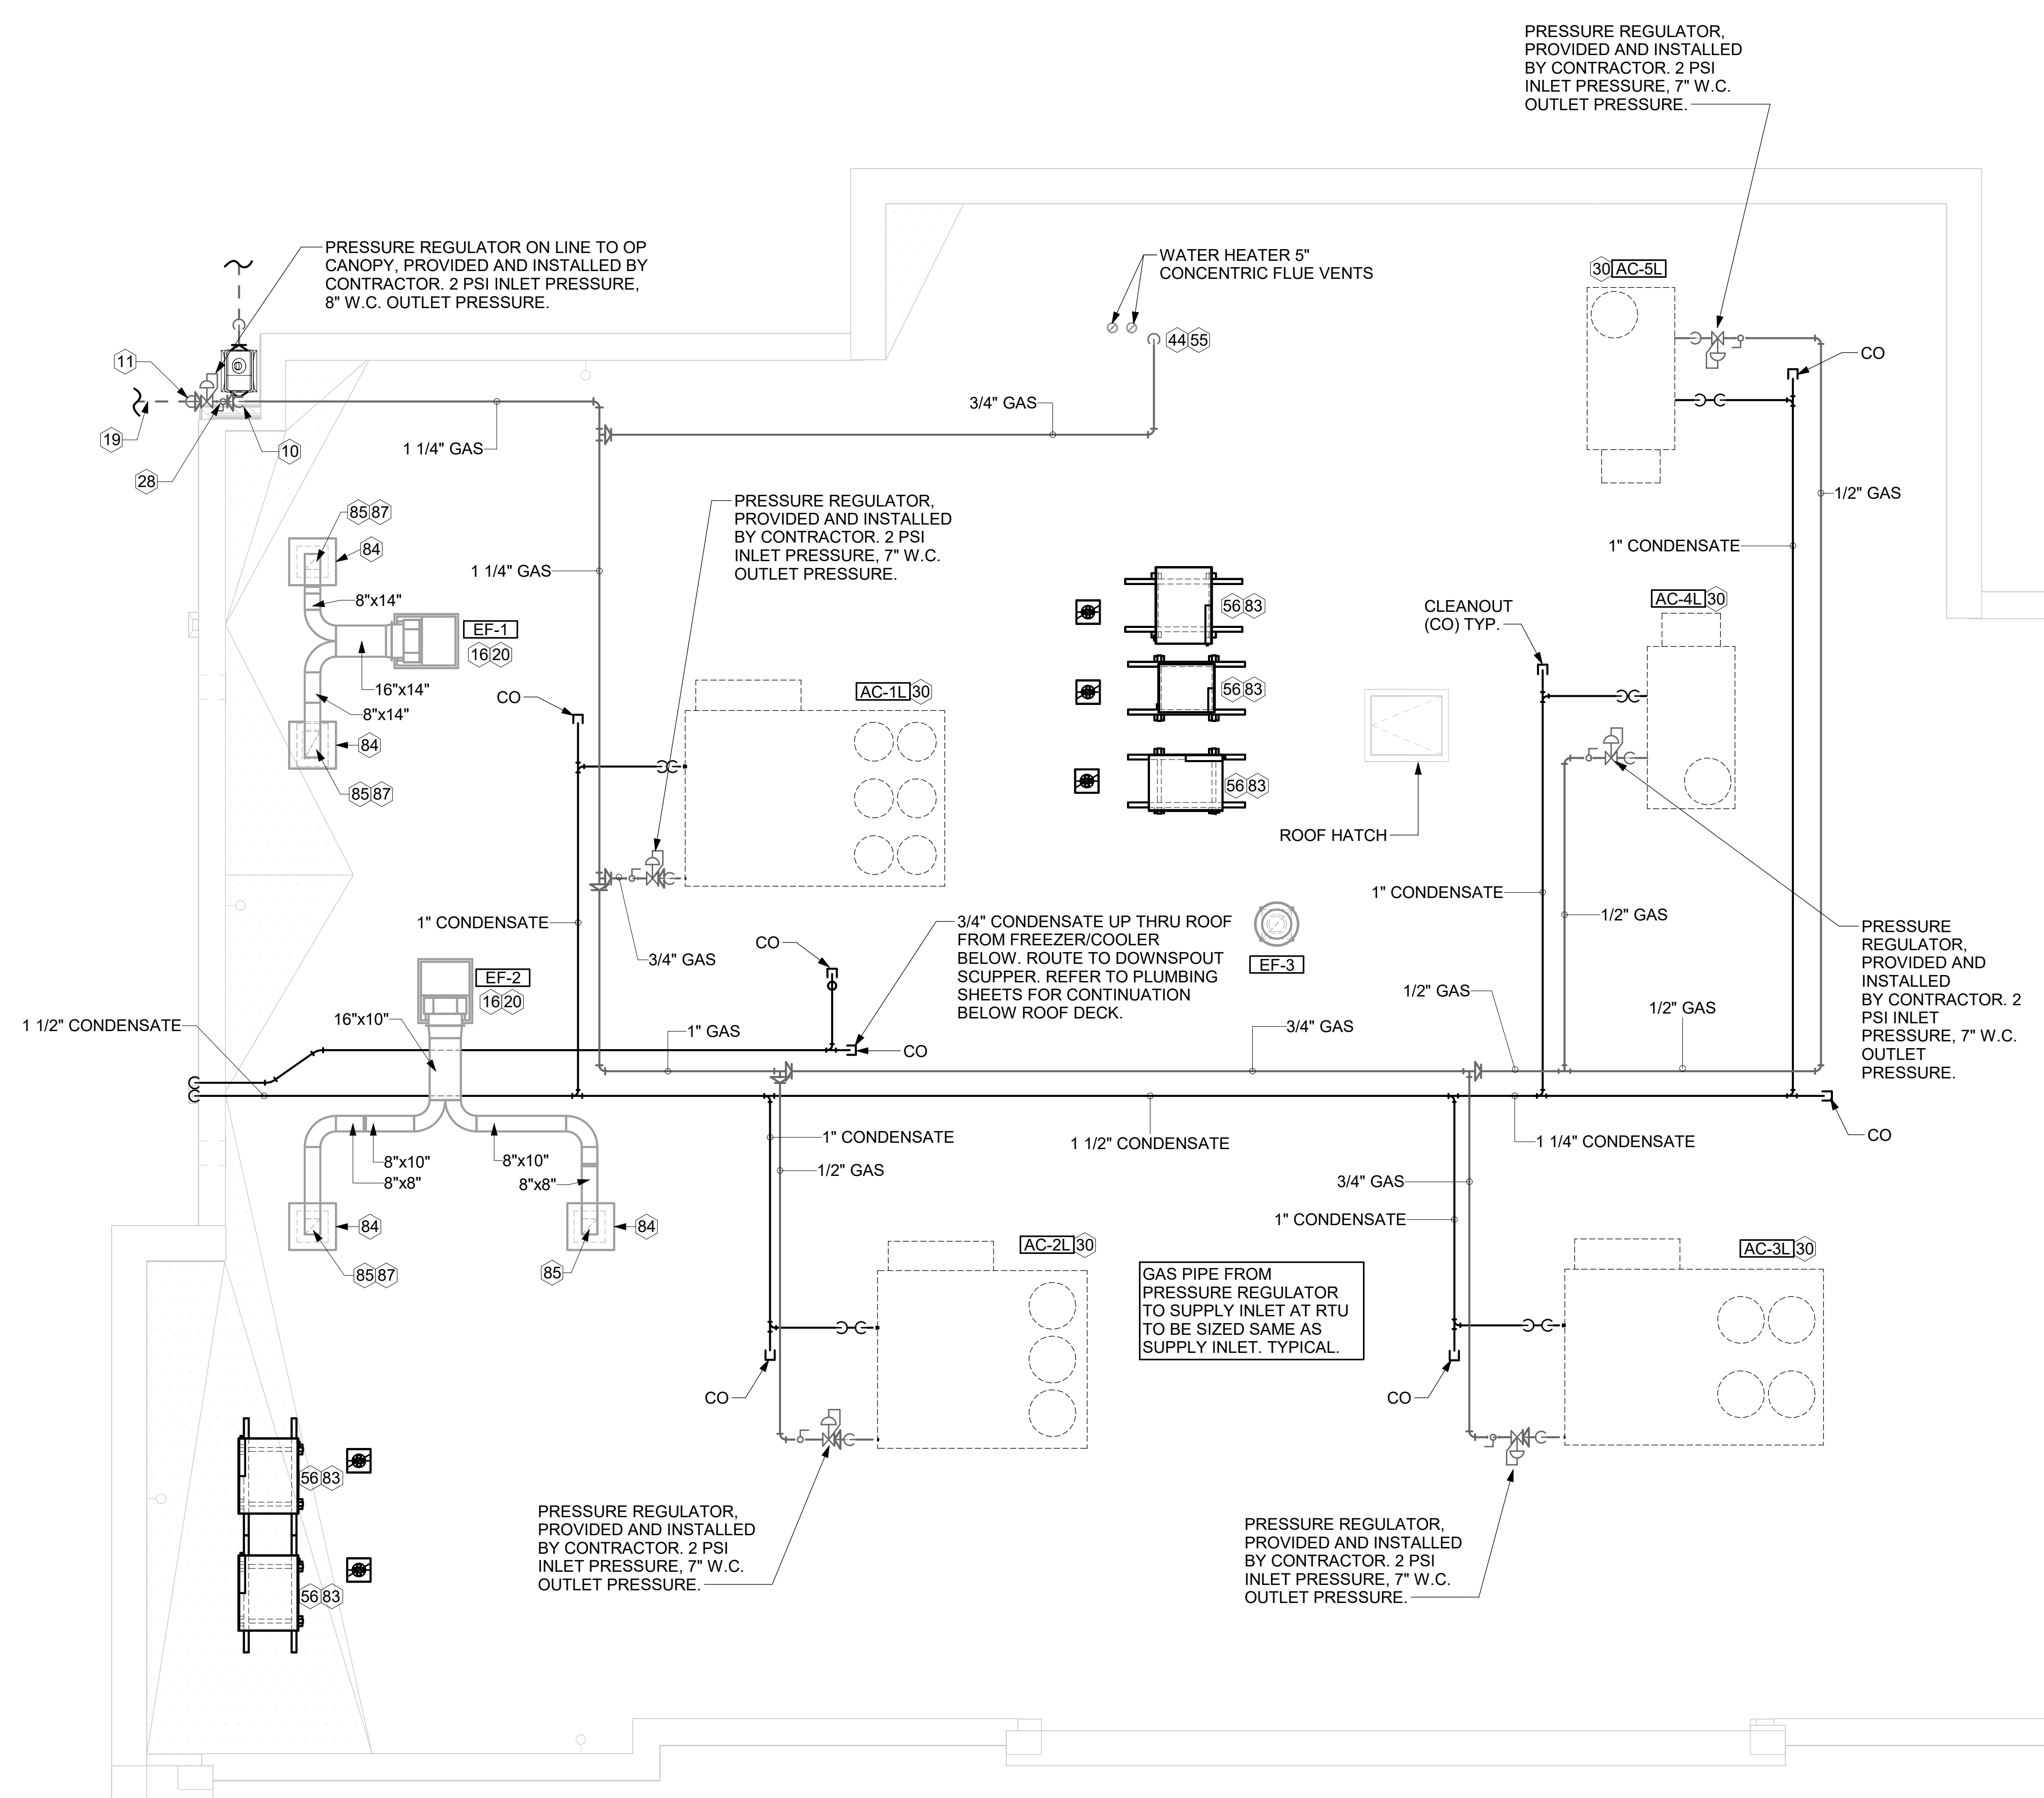 PRESSURE REGULATOR,
PROVIDED AND INSTALLED
BY CONTRACTOR. 2 PSI
INLET PRESSURE, 7" W.C.
OUTLET PRESSURE.
PRESSURE REGULATOR ON LINE TO OP
CANOPY, PROVIDED AND INSTALLED BY
CONTRACTOR. 2 PSI INLET PRESSURE,
8" W.C. OUTLET PRESSURE.
WATER HEATER 5"
CONCENTRIC FLUE VENTS
30 AC-5L
44 55
CO
11
19
28
10
1 1/4" GAS
3/4" GAS
1/2" GAS
1" CONDENSATE
PRESSURE REGULATOR,
PROVIDED AND INSTALLED
BY CONTRACTOR. 2 PSI
INLET PRESSURE, 7" W.C.
OUTLET PRESSURE.
85 87
84
1 1/4" GAS
8"x14"
EF-1
16 20
16"x14"
8"x14"
84
85 87
CO
AC-1L 30
56 83
56 83
56 83
CLEANOUT
(CO) TYP.
AC-4L 30
ROOF HATCH
1" CONDENSATE
3/4" GAS
CO
3/4" CONDENSATE UP THRU ROOF
FROM FREEZER/COOLER
BELOW. ROUTE TO DOWNSPOUT
SCUPPER. REFER TO PLUMBING
SHEETS FOR CONTINUATION
BELOW ROOF DECK.
EF-3
1" CONDENSATE
1/2" GAS
PRESSURE
REGULATOR,
PROVIDED AND
INSTALLED
BY CONTRACTOR. 2
PSI INLET
PRESSURE, 7" W.C.
OUTLET
PRESSURE.
EF-2
16 20
16"x10"
1 1/2" CONDENSATE
1" GAS
CO
3/4" GAS
1/2" GAS
1/2" GAS
8"x10"
8"x8"
8"x10"
8"x8"
1" CONDENSATE
1/2" GAS
1 1/2" CONDENSATE
1 1/4" CONDENSATE
CO
3/4" GAS
1" CONDENSATE
84
85 87
84
85
AC-2L 30
GAS PIPE FROM
PRESSURE REGULATOR
TO SUPPLY INLET AT RTU
TO BE SIZED SAME AS
SUPPLY INLET. TYPICAL.
AC-3L 30
CO
CO
56 83
56 83
PRESSURE REGULATOR,
PROVIDED AND INSTALLED
BY CONTRACTOR. 2 PSI
INLET PRESSURE, 7" W.C.
OUTLET PRESSURE.
PRESSURE REGULATOR,
PROVIDED AND INSTALLED
BY CONTRACTOR. 2 PSI
INLET PRESSURE, 7" W.C.
OUTLET PRESSURE.